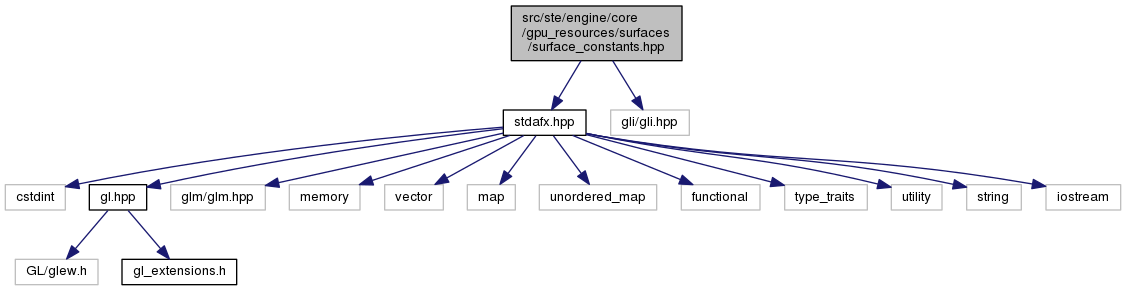 src/ste/engine/core
/gpu_resources/surfaces
/surface_constants.hpp
stdafx.hpp
gli/gli.hpp
cstdint
gl.hpp
glm/glm.hpp
memory
vector
map
unordered_map
functional
type_traits
utility
string
iostream
GL/glew.h
gl_extensions.h